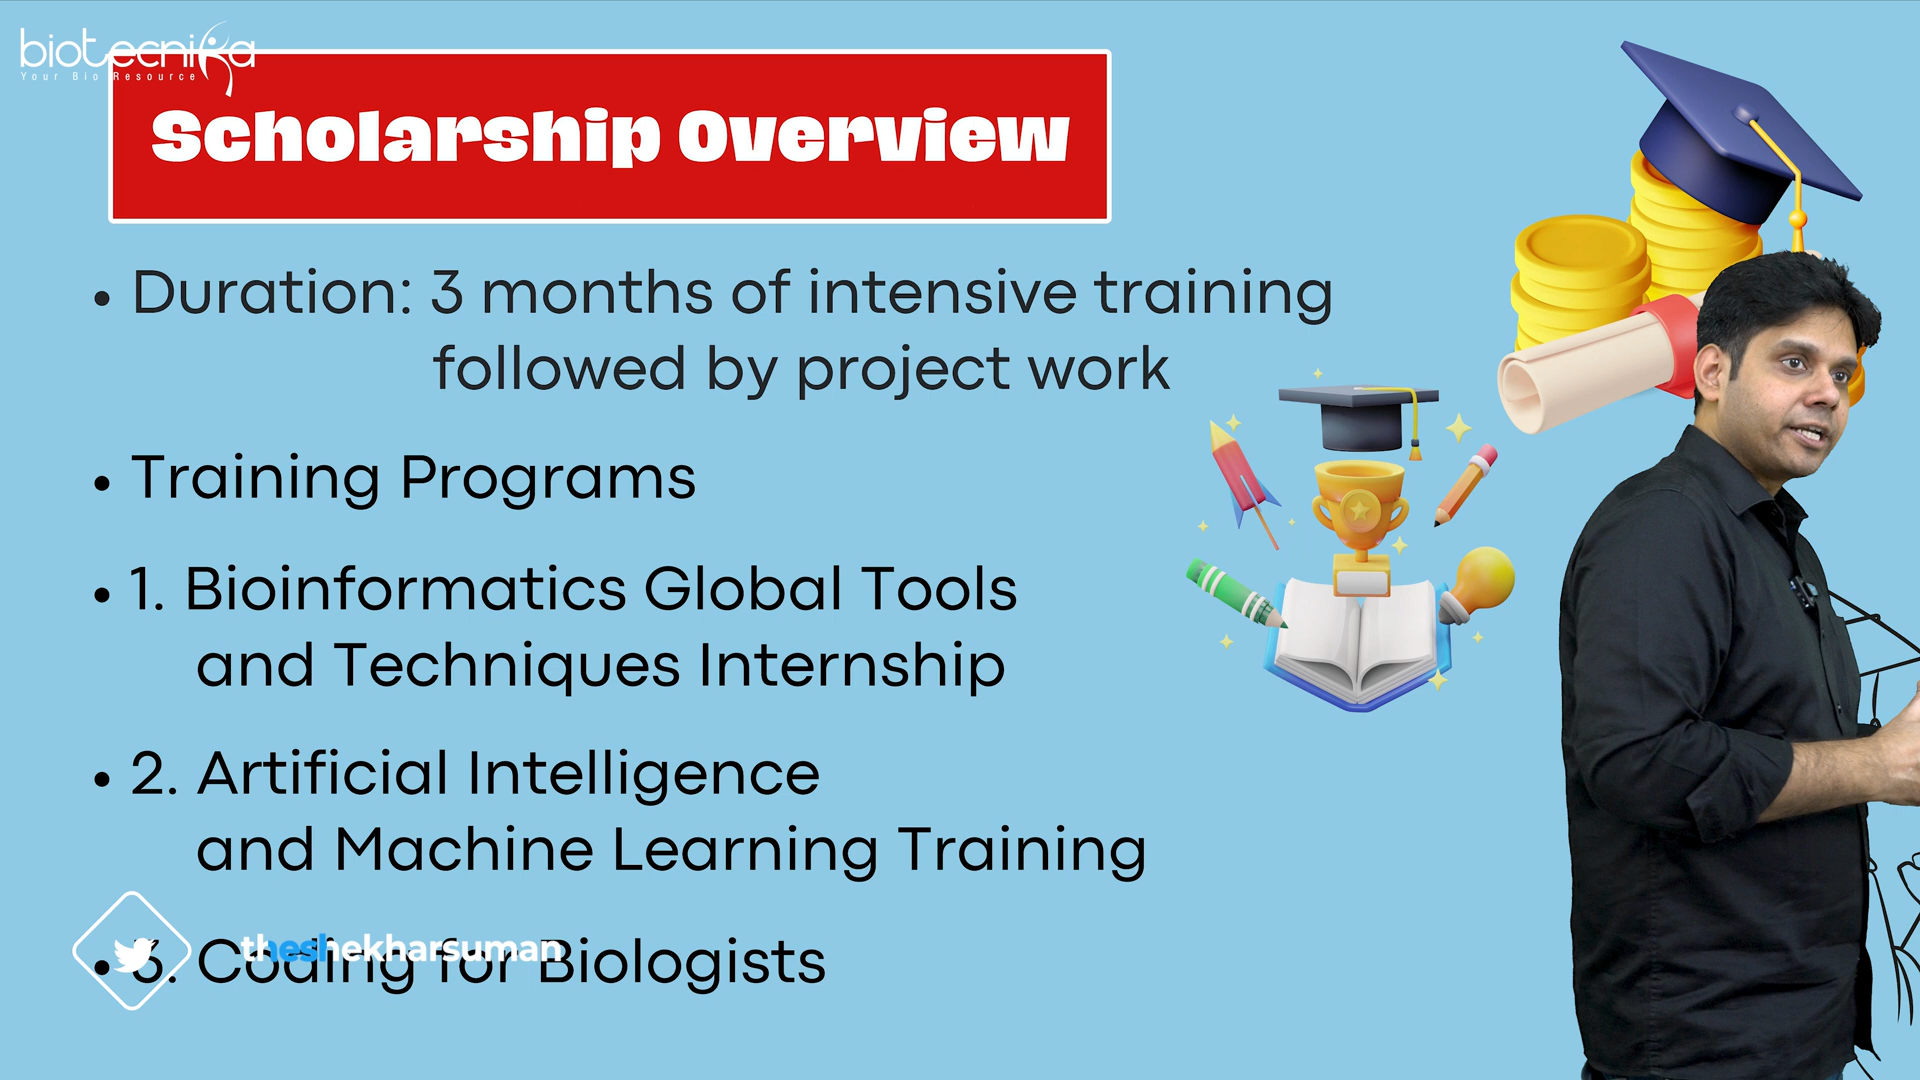 biotecnika
Your Bio Resource
Scholarship Overview
• Duration: 3 months of intensive training
followed by project work
• Training Programs
• 1. Bioinformatics Global Tools
and Techniques Internship
• 2. Artificial Intelligence
and Machine Learning Training
• 3. Coding for Biologists
theshekharsuman